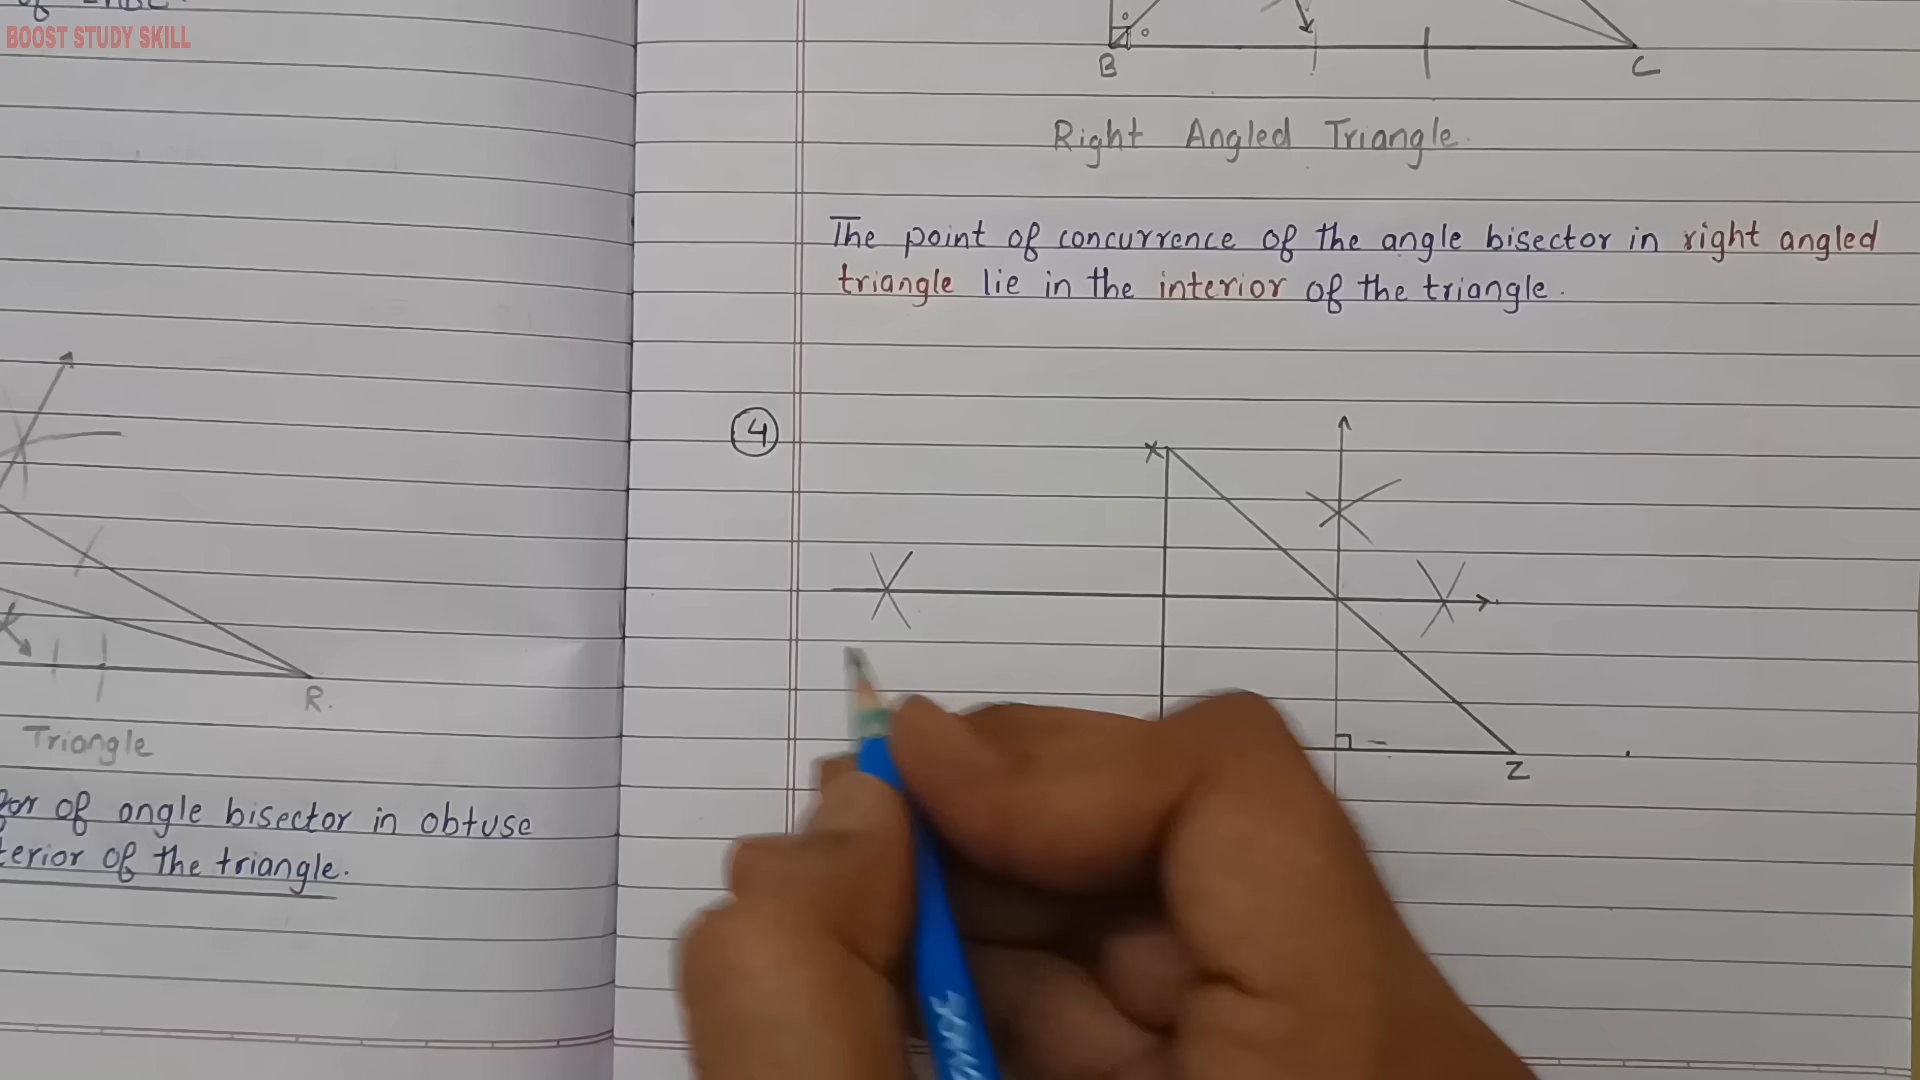 BOOST STUDY SKILL
R.
Triangle
of angle bisector in obtuse
of the triangle.
B
C
Right Angled Triangle.
The point of concurrence of the angle bisector in right angled
triangle lie in the interior of the triangle.
4
X
Z